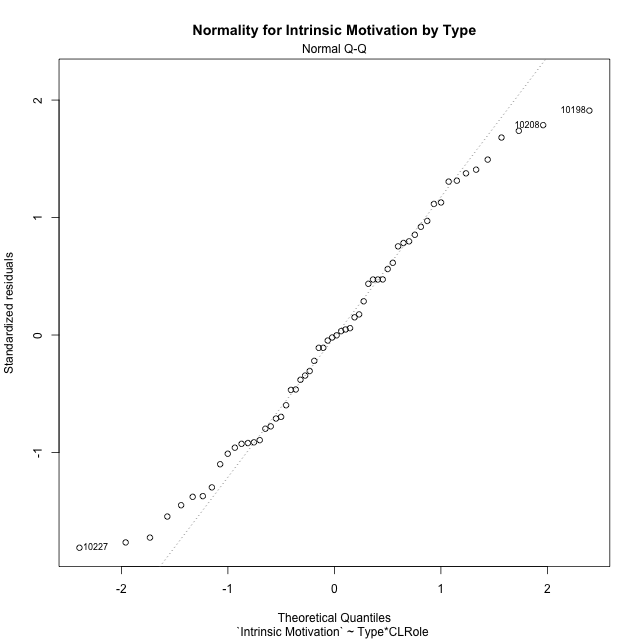 Normality for Intrinsic Motivation by Type
Normal Q-Q
2
1
0
-1
Standardized residuals
10198
10208
10227
-2 -1 0 1 2
Theoretical Quantiles
`Intrinsic Motivation` ~ Type*CLRole